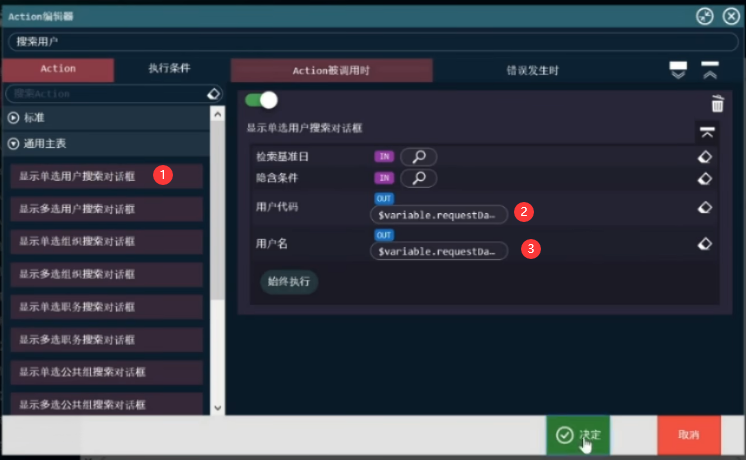 Action编辑器
搜索用户
Action
执行条件
Action被调用时
错误发生时
搜索Action
标准
通用主表
显示单选用户搜索对话框
1
显示多选用户搜索对话框
显示单选组织搜索对话框
显示多选组织搜索对话框
显示单选职务搜索对话框
显示多选职务搜索对话框
显示单选公共组搜索对话框
显示多选公共组搜索对话框
显示单选用户搜索对话框
检索基准日
IN
隐含条件
IN
用户代码
OUT
$variable.requestDa…
2
用户名
OUT
$variable.requestDa…
3
始终执行
决定
取消